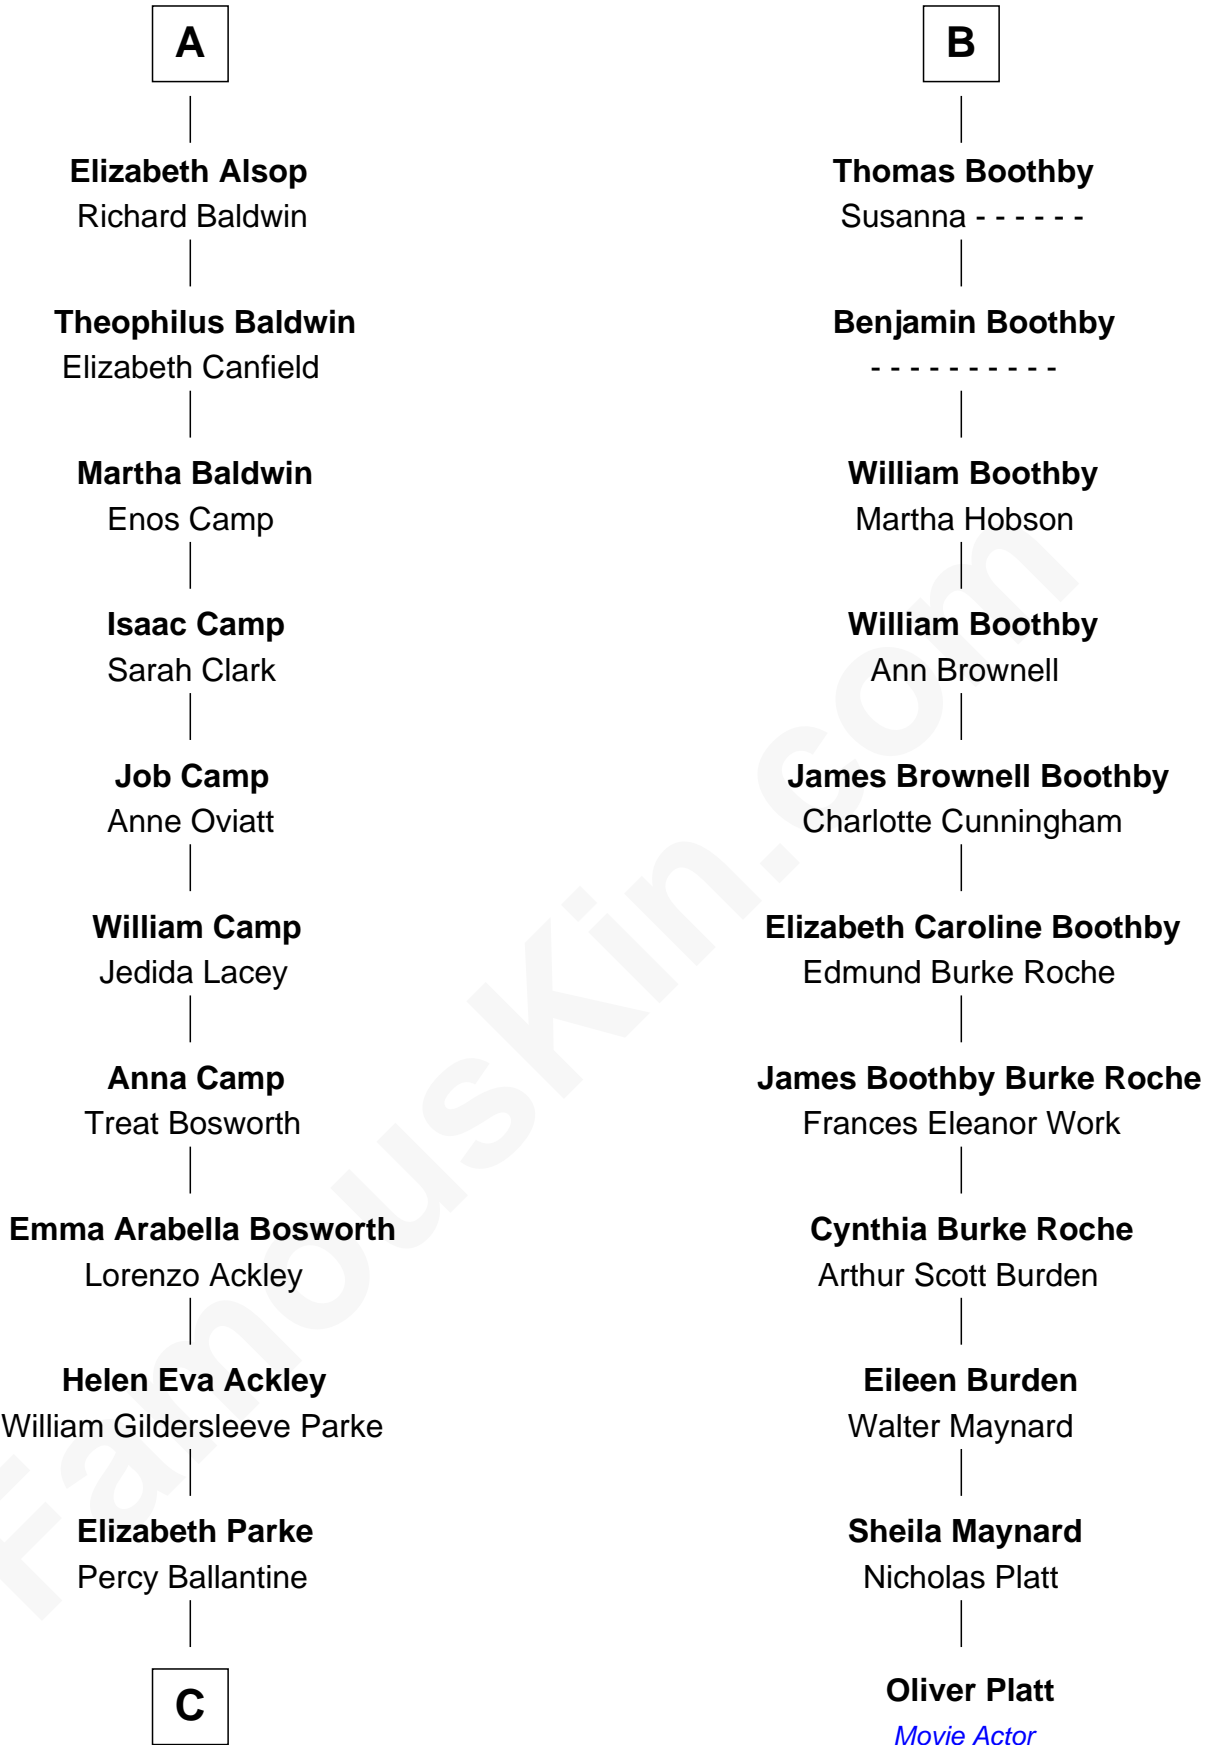 A
Elizabeth Alsop
Richard Baldwin
Theophilus Baldwin
Elizabeth Canfield
Martha Baldwin
Enos Camp
Isaac Camp
Sarah Clark
Job Camp
Anne Oviatt
William Camp
Jedida Lacey
Anna Camp
Treat Bosworth
Emma Arabella Bosworth
Lorenzo Ackley
Helen Eva Ackley
William Gildersleeve Parke
Elizabeth Parke
Percy Ballantine
C
B
Thomas Boothby
Susanna - - - - - -
Benjamin Boothby
- - - - - - - - - -
William Boothby
Martha Hobson
William Boothby
Ann Brownell
James Brownell Boothby
Charlotte Cunningham
Elizabeth Caroline Boothby
Edmund Burke Roche
James Boothby Burke Roche
Frances Eleanor Work
Cynthia Burke Roche
Arthur Scott Burden
Eileen Burden
Walter Maynard
Sheila Maynard
Nicholas Platt
Oliver Platt
Movie Actor
FamousKin.com